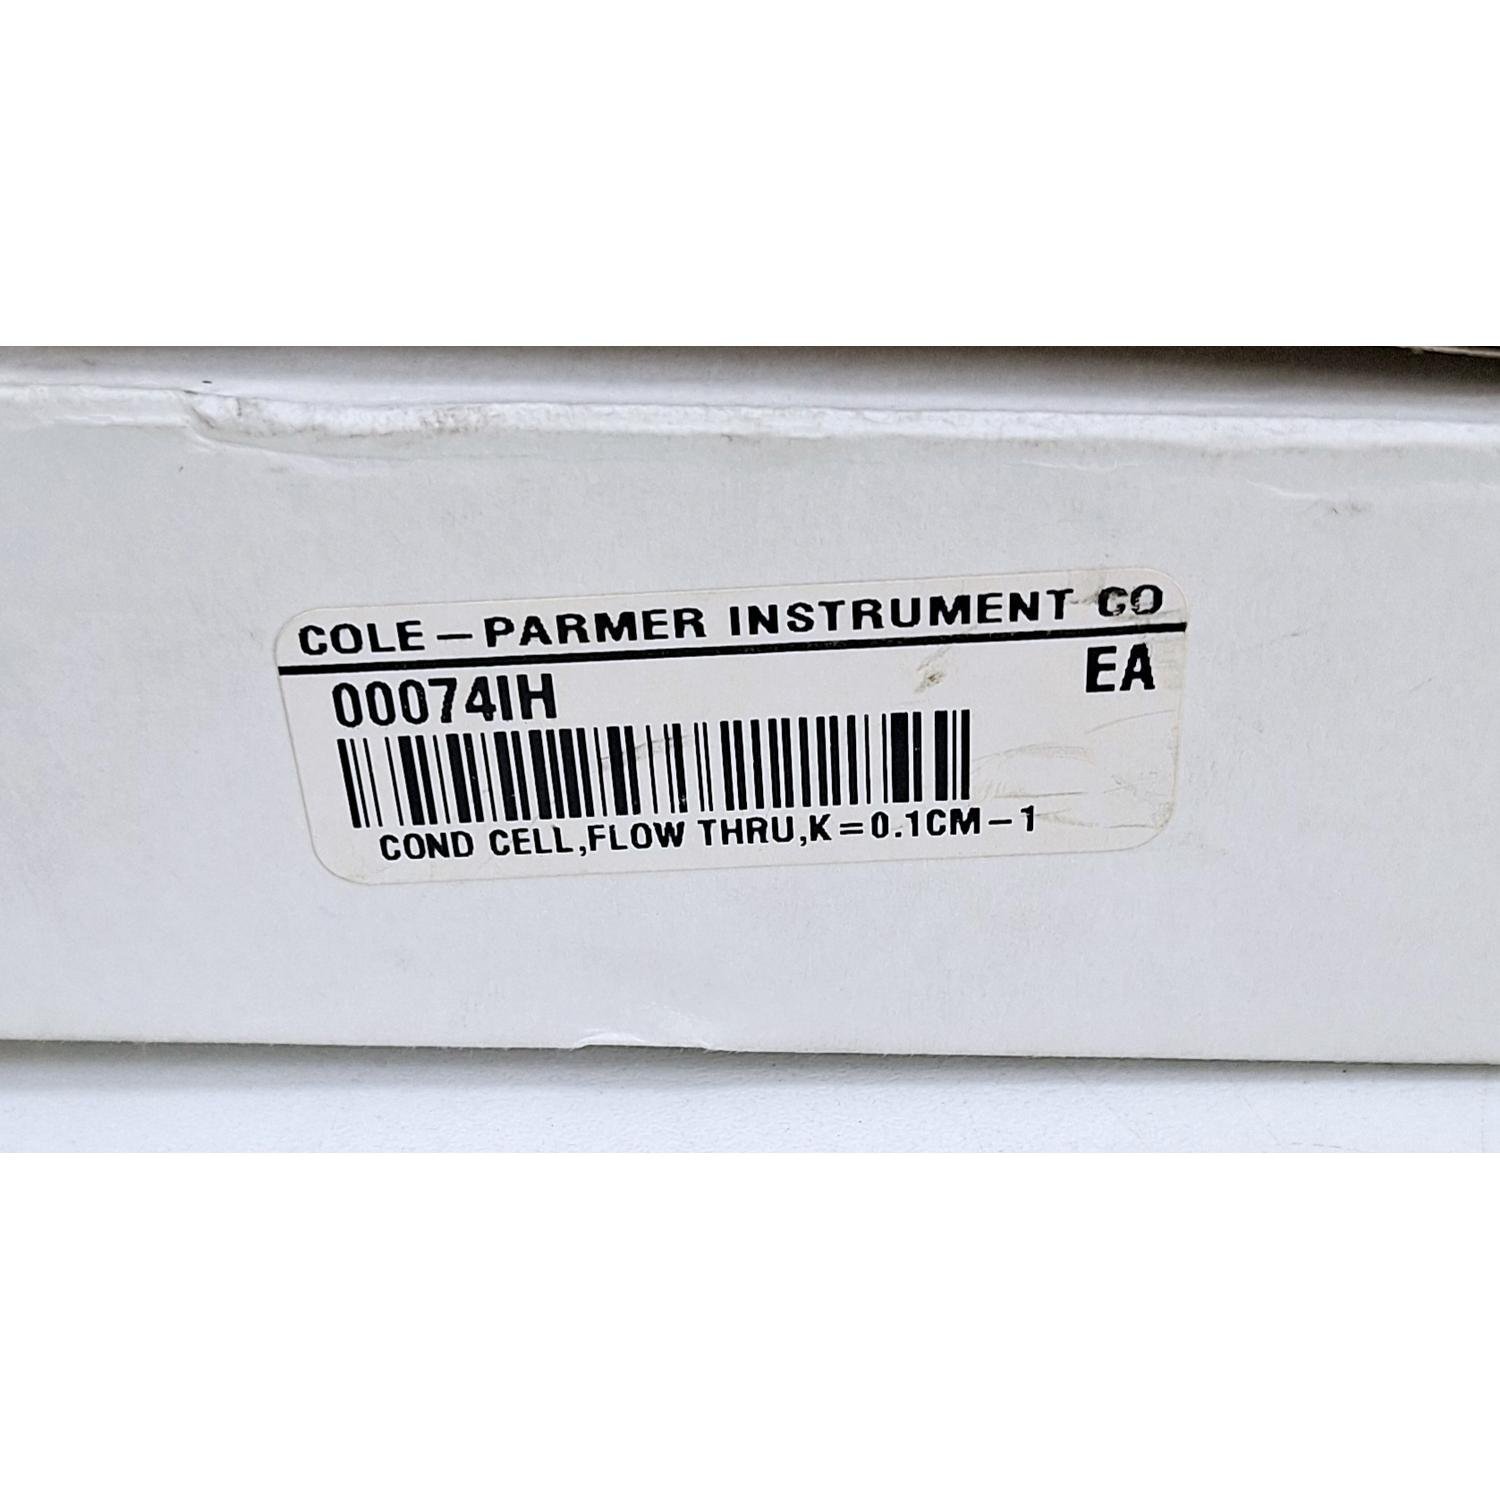 COLE-PARMER INSTRUMENT CO
00074IH
EA
COND CELL,FLOW THRU,K=0.1CM-1